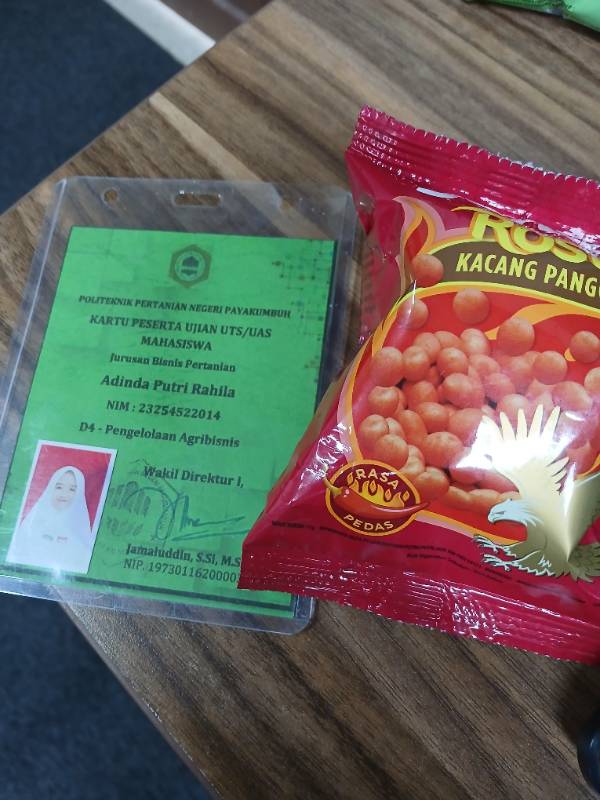 POLITEKNIK PERTANIAN NEGERI PAYAKUMBUH
KARTU PESERTA UJIAN UTS/UAS
MAHASISWA
Jurusan Bisnis Pertanian
Adinda Putri Rahila
NIM : 23254522014
D4 - Pengelolaan Agribisnis
Wakil Direktur I,
Jamaluddin, S.Si, M.S
NIP. 19730116200003
KACANG PANG
RASA
PEDAS